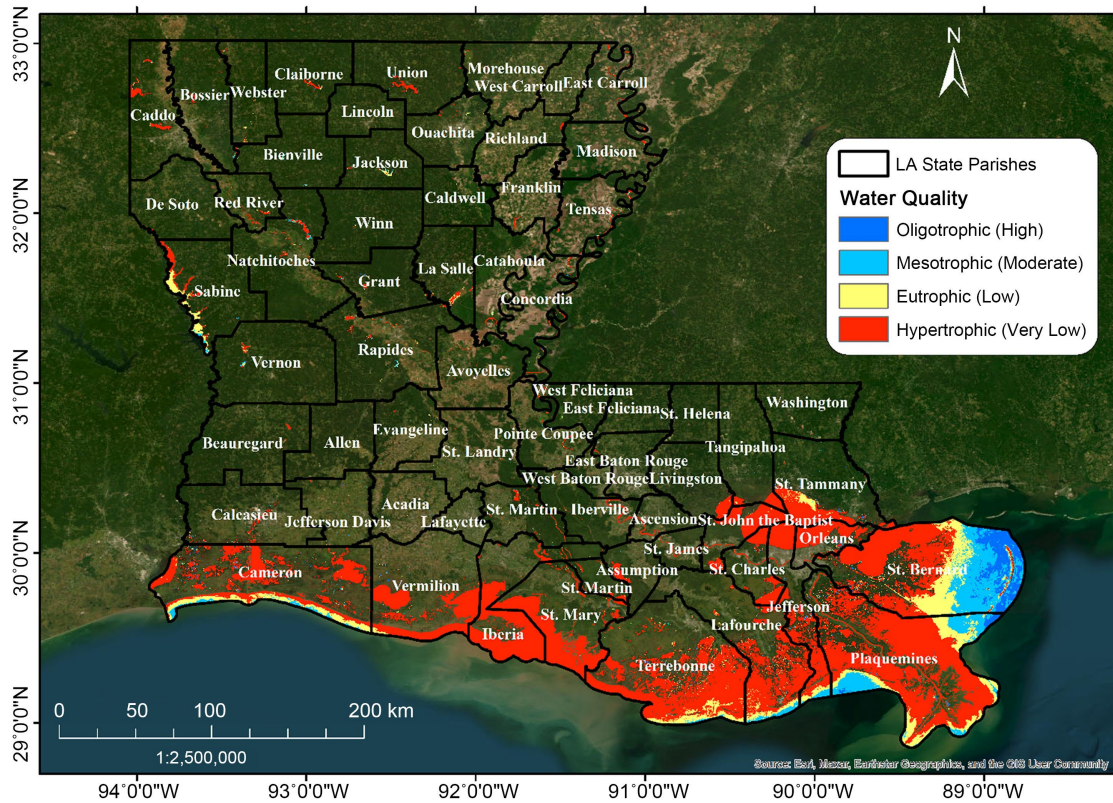 33°0'0"N
32°0'0"N
31°0'0"N
30°0'0"N
29°0'0"N
N
Claiborne
Union
Morehouse
West Carroll
East Carroll
Bossier
Webster
Caddo
Lincoln
Ouachita
Richland
Madison
Bienville
Jackson
De Soto
Red River
Caldwell
Franklin
Tensas
Winn
Natchitoches
Sabine
Grant
La Salle
Catahoula
Concordia
Vernon
Rapides
Avoyelles
West Feliciana
East Feliciana
St. Helena
Washington
Beauregard
Allen
Evangeline
St. Landry
Pointe Coupee
Tangipahoa
East Baton Rouge
West Baton Rouge
Livingston
St. Tammany
Calcasieu
Jefferson Davis
Acadia
Lafayette
St. Martin
Iberville
Ascension
St. John the Baptist
Orleans
Cameron
Vermilion
St. James
Assumption
St. Martin
St. Charles
St. Bernard
St. Mary
Iberia
Jefferson
Lafourche
Terrebonne
Plaquemines
LA State Parishes
Water Quality
Oligotrophic (High)
Mesotrophic (Moderate)
Eutrophic (Low)
Hypertrophic (Very Low)
0 50 100 200 km
1:2,500,000
Source: Esri, Maxar, Earthstar Geographics, and the GIS User Community
94°0'0"W 93°0'0"W 92°0'0"W 91°0'0"W 90°0'0"W 89°0'0"W